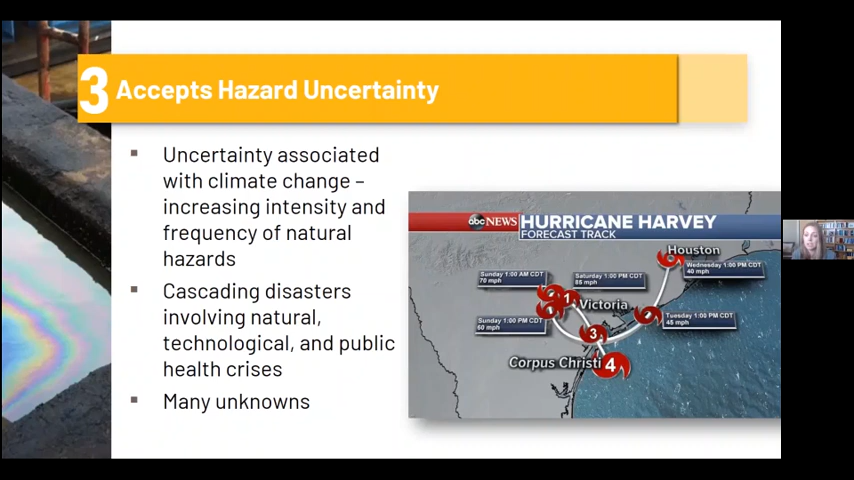 3 Accepts Hazard Uncertainty
▪ Uncertainty associated
with climate change –
increasing intensity and
frequency of natural
hazards
▪ Cascading disasters
involving natural,
technological, and public
health crises
▪ Many unknowns
abc NEWS HURRICANE HARVEY
FORECAST TRACK
Houston
Wednesday 1:00 PM CDT
40 mph
Sunday 1:00 AM CDT
70 mph
Saturday 1:00 PM CDT
85 mph
1
Victoria
Sunday 1:00 PM CDT
60 mph
Tuesday 1:00 PM CDT
45 mph
3
Corpus Christi
4